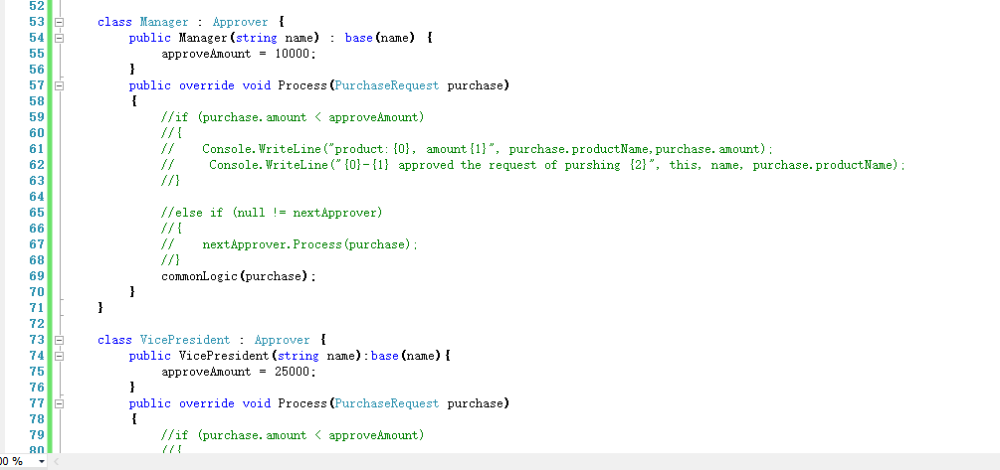 52
53 class Manager : Approver {
54 public Manager(string name) : base(name) {
55 approveAmount = 10000;
56 }
57 public override void Process(PurchaseRequest purchase)
58 {
59 //if (purchase.amount < approveAmount)
60 //{
61 // Console.WriteLine("product:{0}, amount{1}", purchase.productName,purchase.amount);
62 // Console.WriteLine("{0}-{1} approved the request of purshing {2}", this, name, purchase.productName);
63 //}
64
65 //else if (null != nextApprover)
66 //{
67 // nextApprover.Process(purchase);
68 //}
69 commonLogic(purchase);
70 }
71 }
72
73 class VicePresident : Approver {
74 public VicePresident(string name):base(name){
75 approveAmount = 25000;
76 }
77 public override void Process(PurchaseRequest purchase)
78 {
79 //if (purchase.amount < approveAmount)
80 //{
00 %